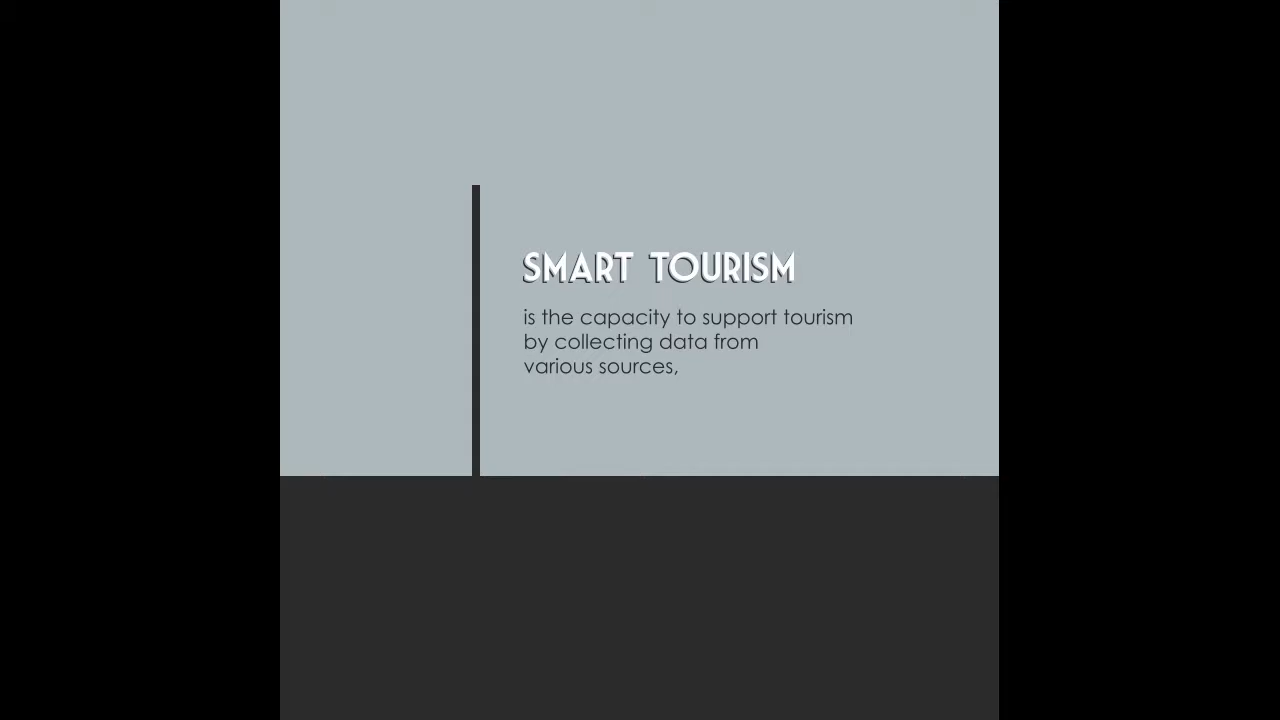 SMART TOURISM
is the capacity to support tourism
by collecting data from
various sources,